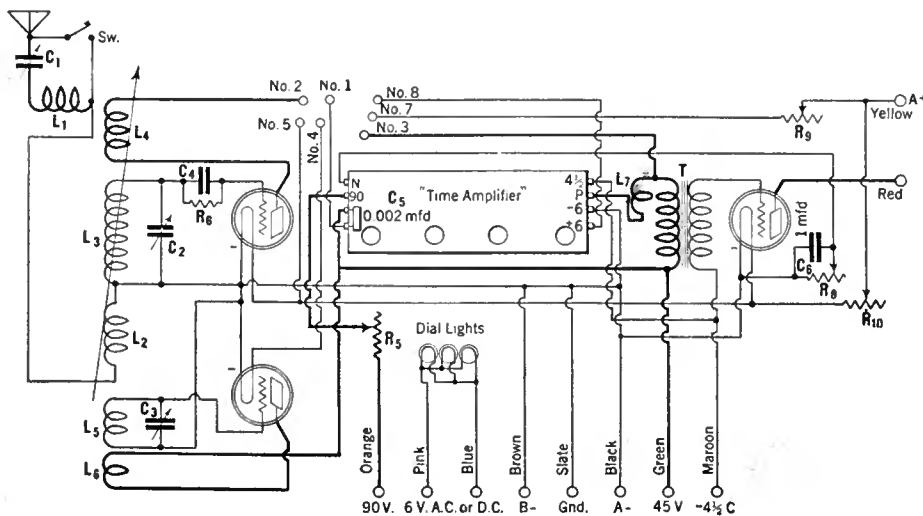 Sw.
C1
L1
No. 2
No. 1
No. 8
No. 7
No. 5
No. 4
No. 3
A+
Yellow
R9
L4
C4
R6
L3
C2
N
90
C5
"Time Amplifier"
0.002 mfd
4½
P
-6
+6
L7
T
Red
1 mfd
C6
R8
R10
-
-
-
L2
R5
Dial Lights
C3
L5
L6
Orange
Pink
Blue
Brown
Slate
Black
Green
Maroon
90 V.
6 V. A.C. or D.C.
B-
Gnd.
A-
45 V
-4½ C